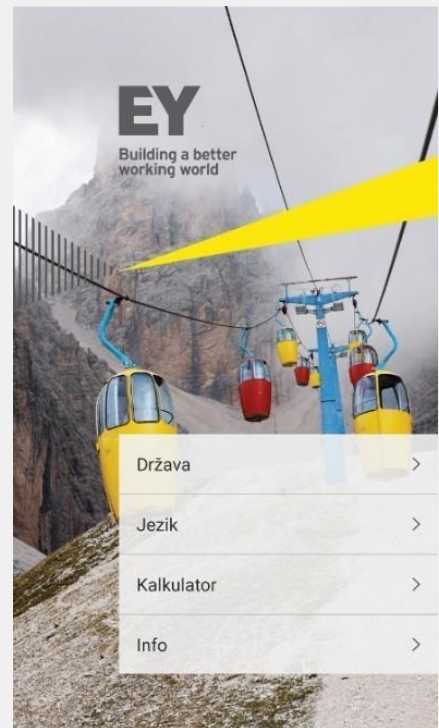 EY
Building a better
working world
Država
Jezik
Kalkulator
Info